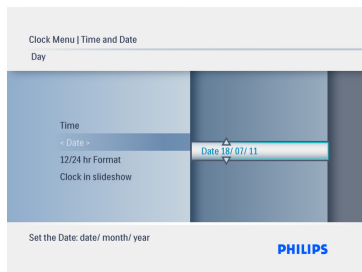 Clock Menu | Time and Date
Day
Time
< Date >
Date 18/ 07/ 11
12/24 hr Format
Clock in slideshow
Set the Date: date/ month/ year
PHILIPS